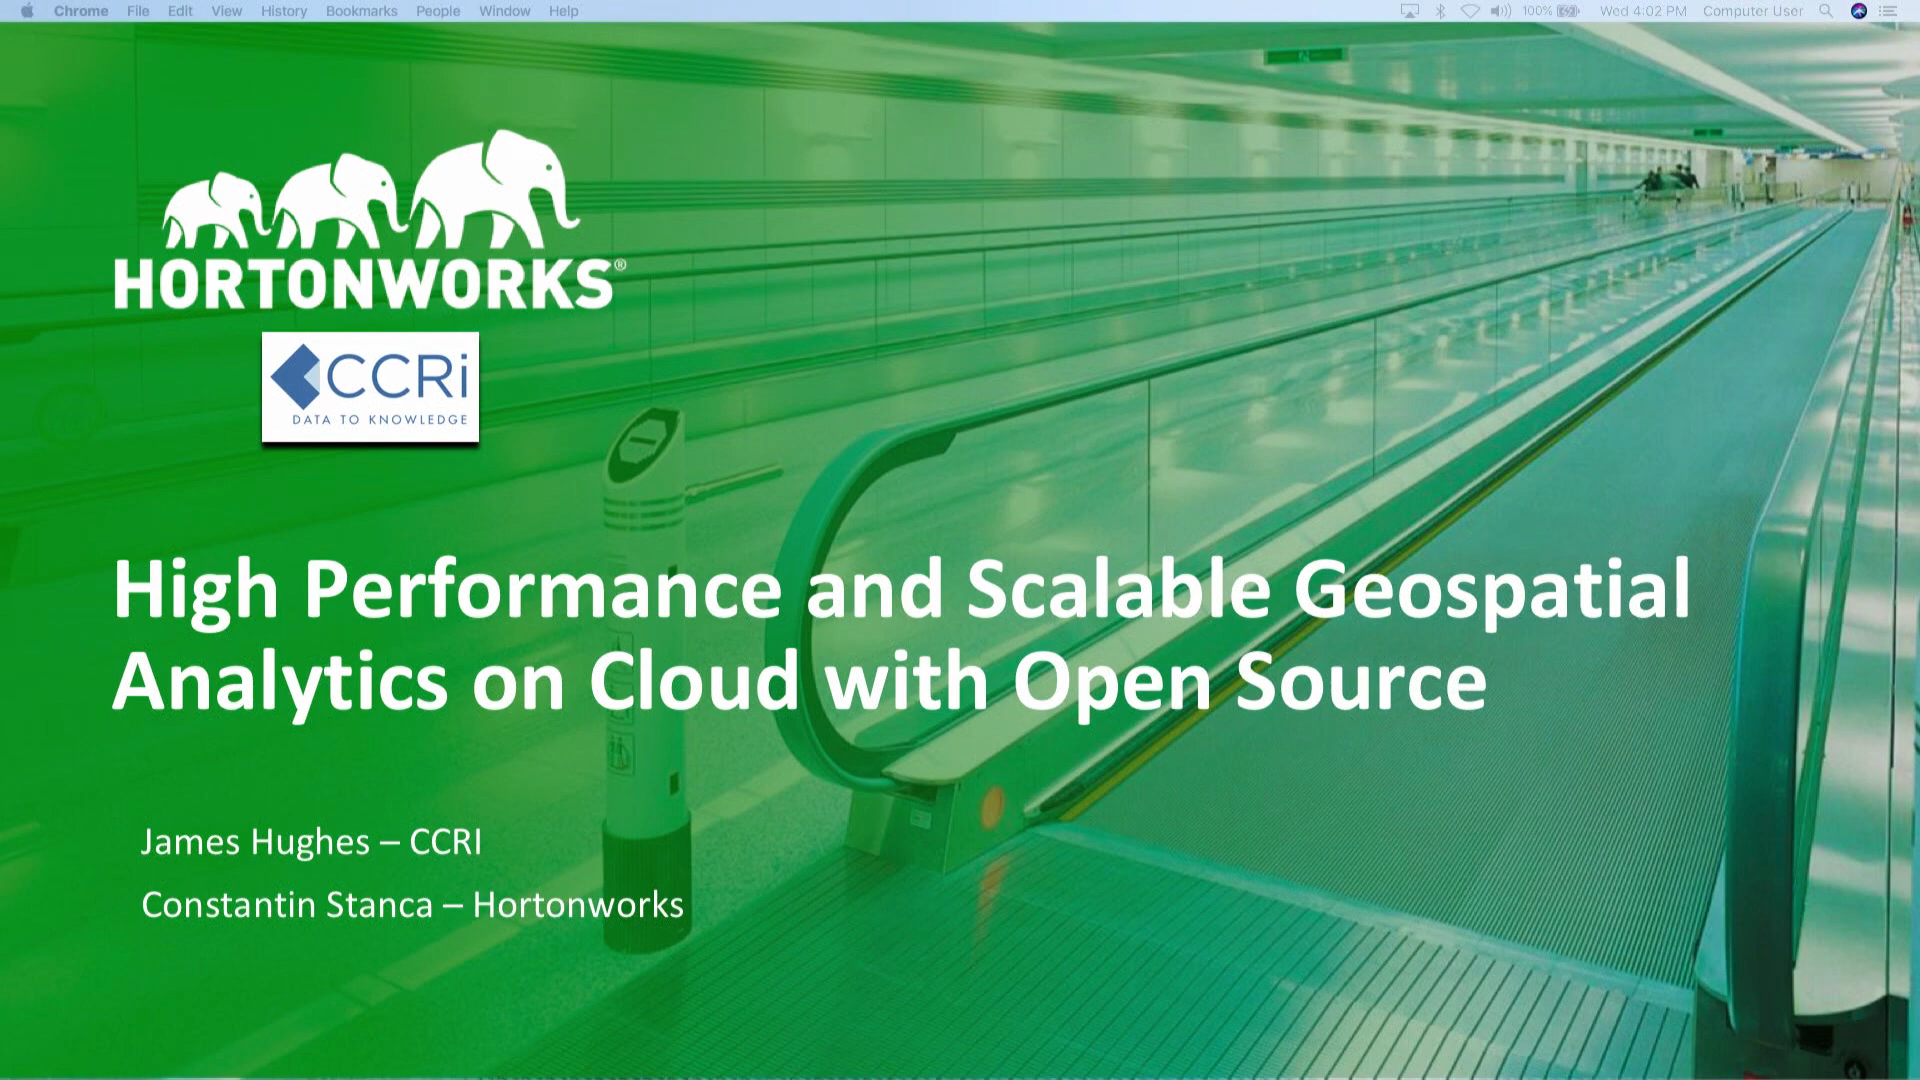 Chrome File Edit View History Bookmarks People Window Help 100% Wed 4:02 PM Computer User
HORTONWORKS®
CCRi
DATA TO KNOWLEDGE
High Performance and Scalable Geospatial
Analytics on Cloud with Open Source
James Hughes – CCRI
Constantin Stanca – Hortonworks